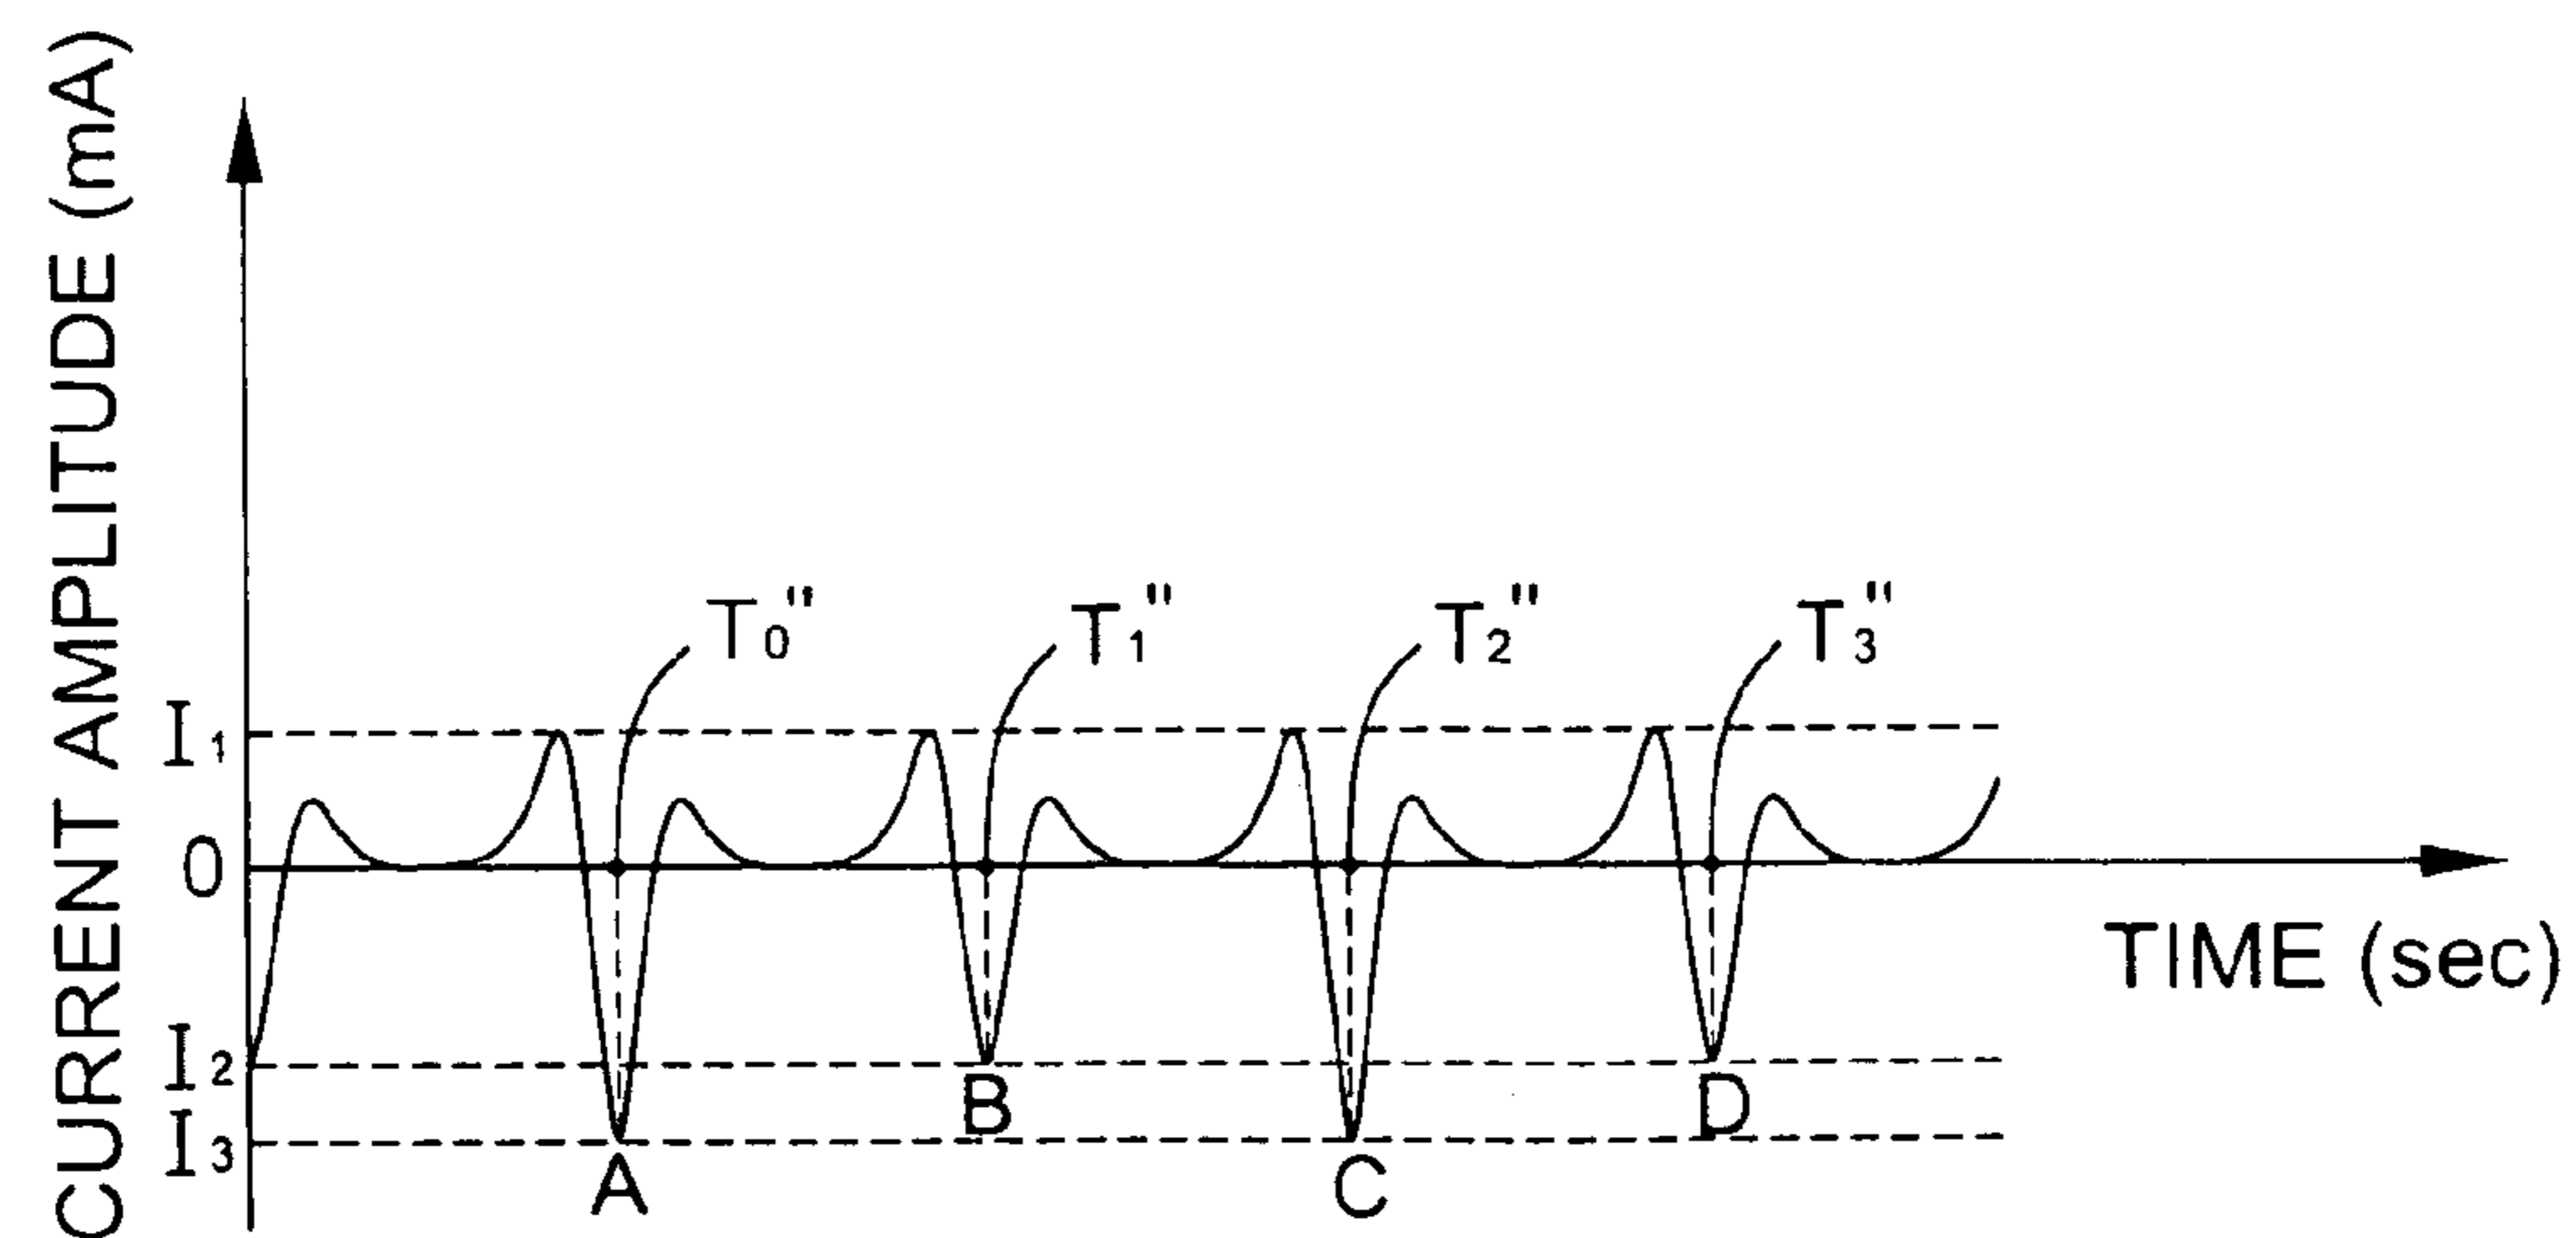 CURRENT AMPLITUDE (mA)
T0" T1" T2" T3"
I1
0
TIME (sec)
I2
B D
I3
A C